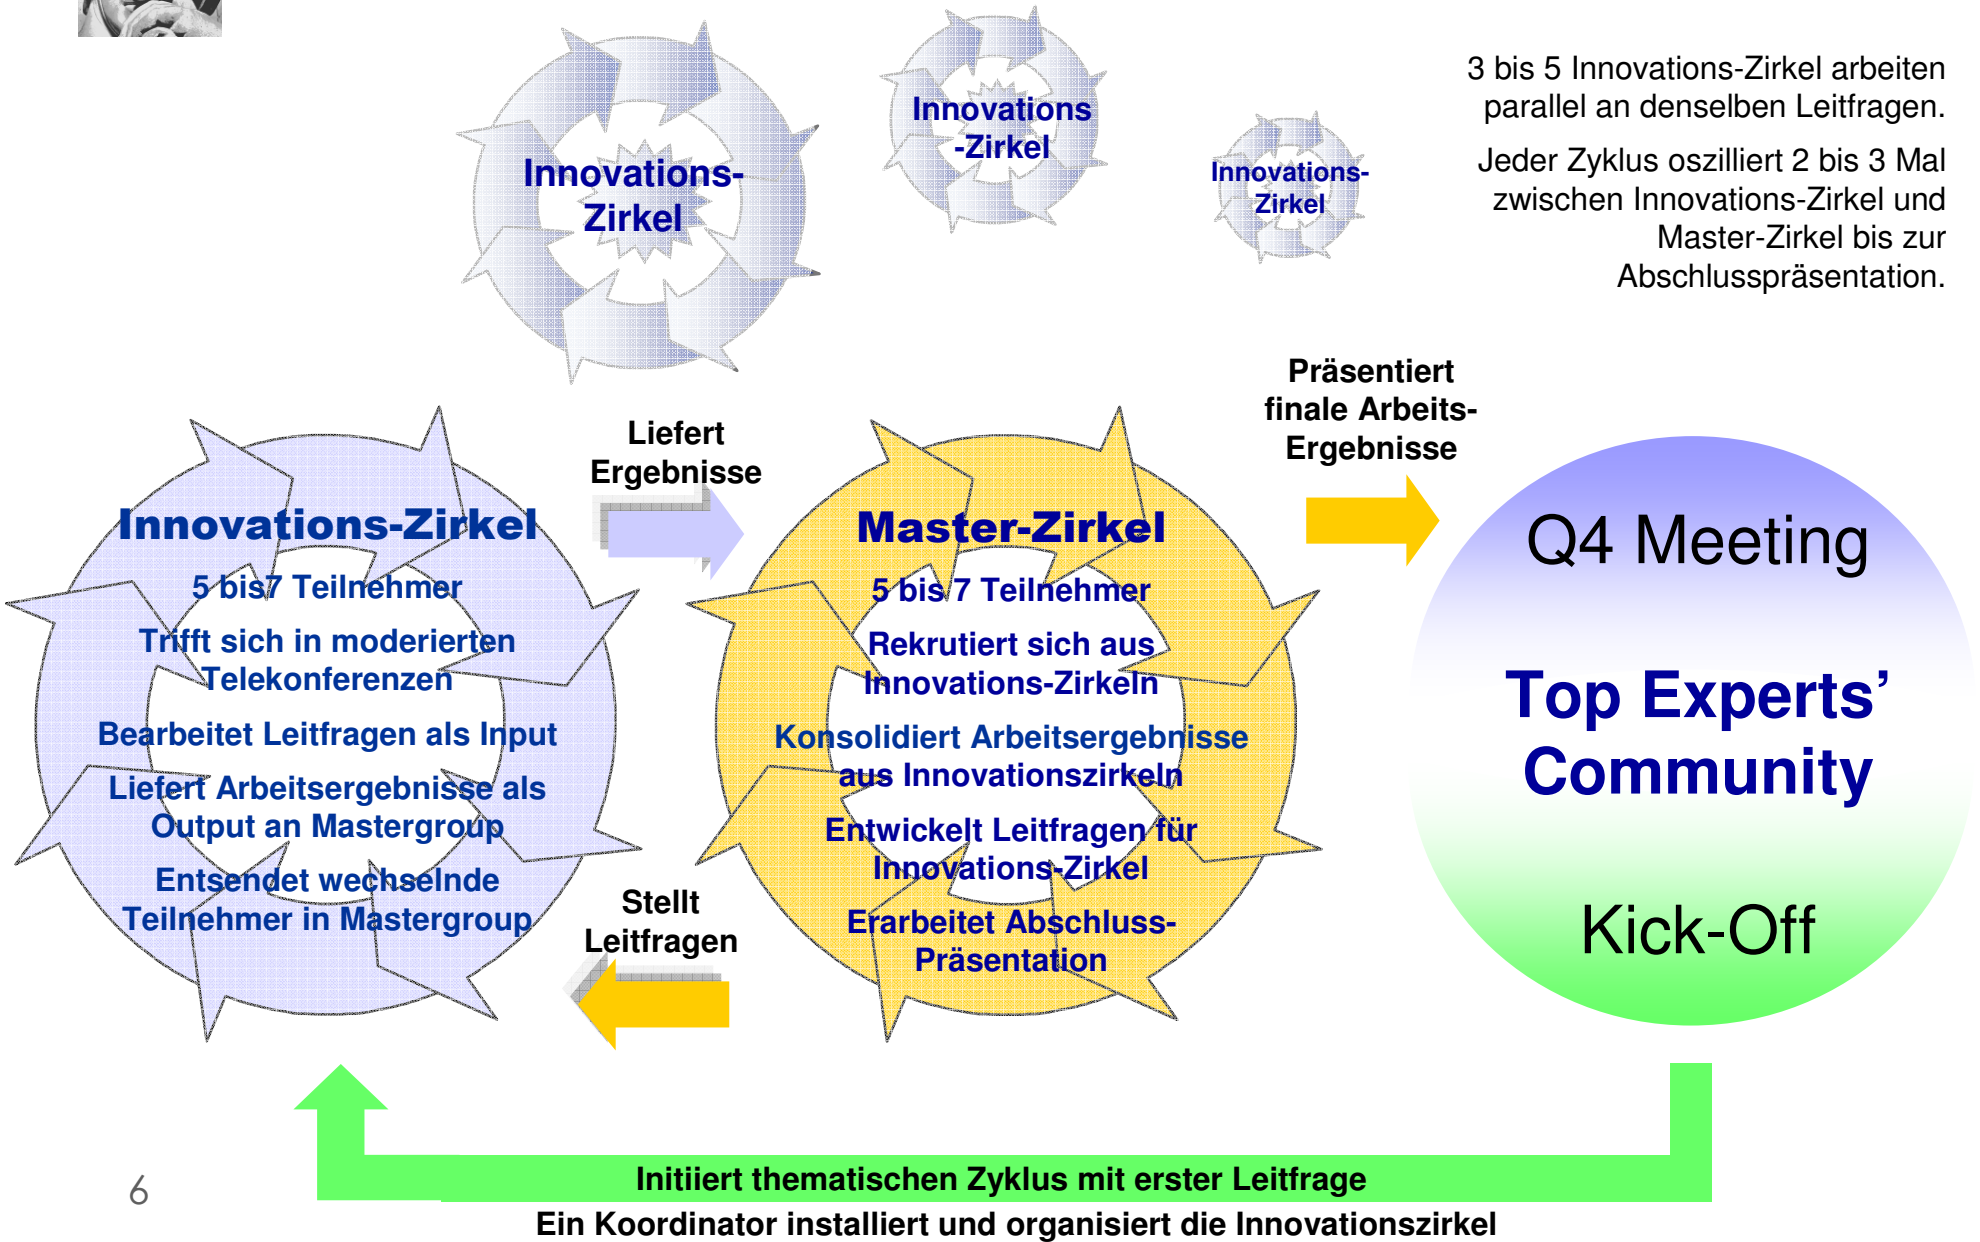 Innovations-
Zirkel
Innovations
-Zirkel
Innovations-
Zirkel
3 bis 5 Innovations-Zirkel arbeiten
parallel an denselben Leitfragen.
Jeder Zyklus oszilliert 2 bis 3 Mal
zwischen Innovations-Zirkel und
Master-Zirkel bis zur
Abschlusspräsentation.
Innovations-Zirkel
5 bis7 Teilnehmer
Trifft sich in moderierten
Telekonferenzen
Bearbeitet Leitfragen als Input
Liefert Arbeitsergebnisse als
Output an Mastergroup
Entsendet wechselnde
Teilnehmer in Mastergroup
Liefert
Ergebnisse
Stellt
Leitfragen
Master-Zirkel
5 bis 7 Teilnehmer
Rekrutiert sich aus
Innovations-Zirkeln
Konsolidiert Arbeitsergebnisse
aus Innovationszirkeln
Entwickelt Leitfragen für
Innovations-Zirkel
Erarbeitet Abschluss-
Präsentation
Präsentiert
finale Arbeits-
Ergebnisse
Q4 Meeting
Top Experts’
Community
Kick-Off
Initiiert thematischen Zyklus mit erster Leitfrage
Ein Koordinator installiert und organisiert die Innovationszirkel
6